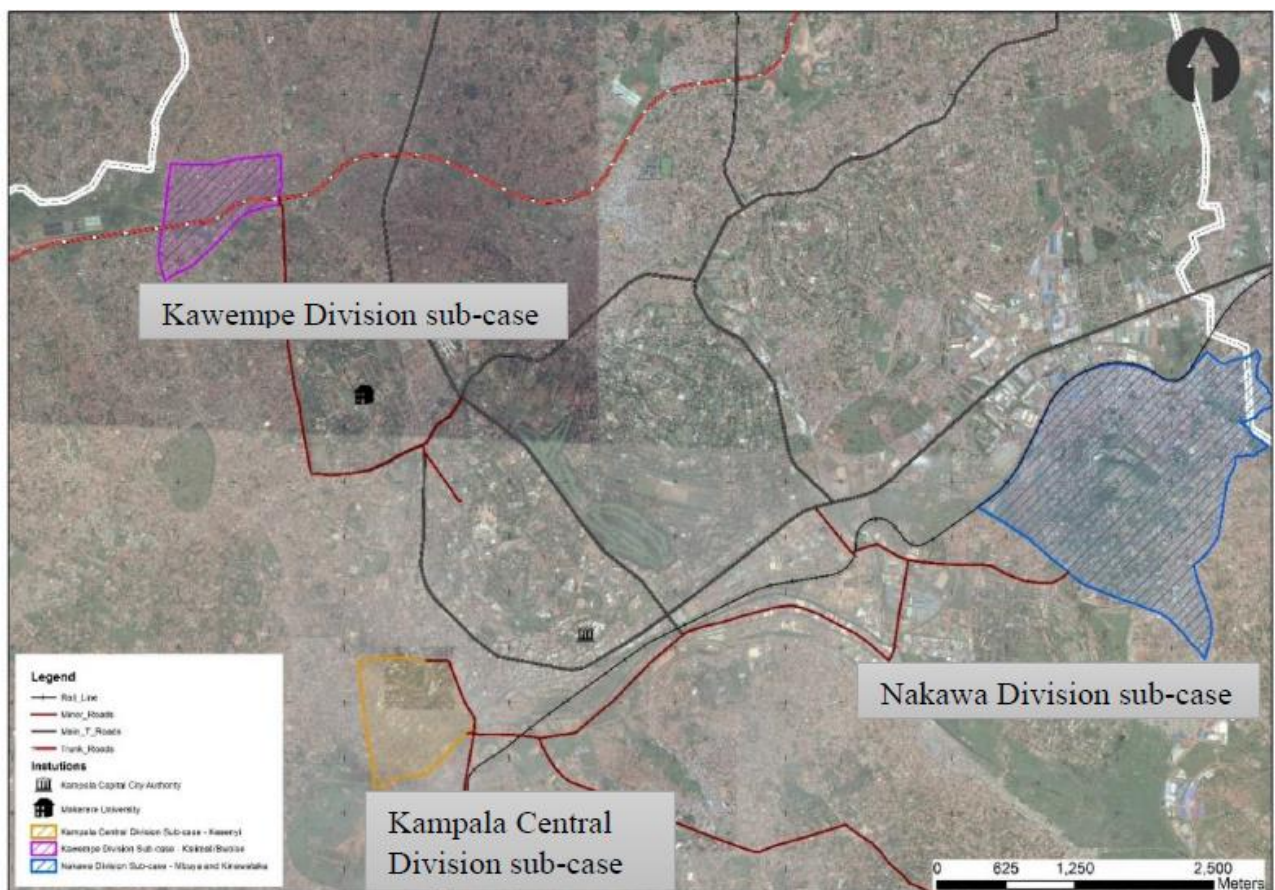 Kawempe Division sub-case
Nakawa Division sub-case
Kampala Central
Division sub-case
Legend
Rail_Line
Minor_Roads
Main_T_Roads
Trunk_Roads
Instutions
Kampala Capital City Authority
Makerere University
Kampala Central Division Sub-case - Kisenyi
Kawempe Division Sub-case -
Nakawa Division Sub-case - Mbuya and Kinawataka
0 625 1,250 2,500
Meters